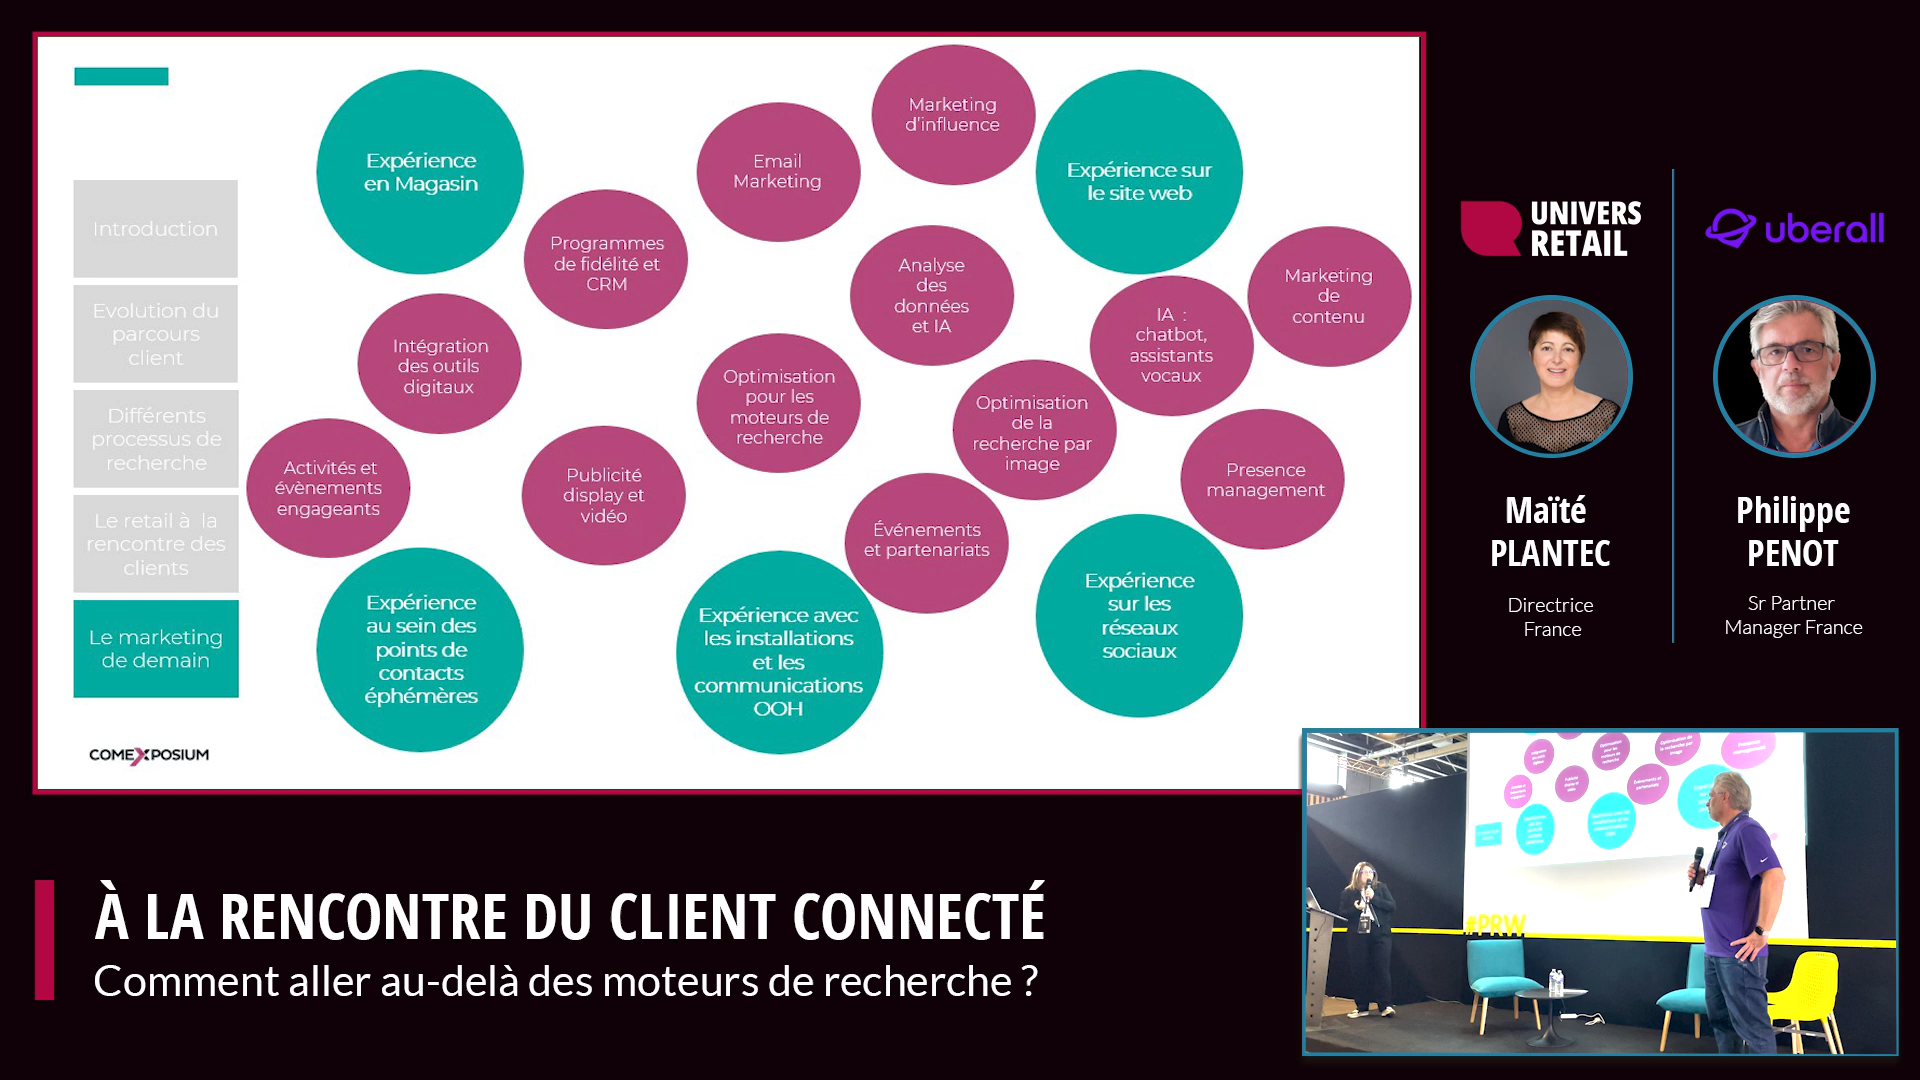 Introduction
Evolution du
parcours
client
Différents
processus de
recherche
Le retail à la
rencontre des
clients
Le marketing
de demain
COMEXPOSIUM
Expérience
en Magasin
Programmes
de fidélité et
CRM
Email
Marketing
Marketing
d'influence
Expérience sur
le site web
Intégration
des outils
digitaux
Analyse
des
données
et IA
Marketing
de
contenu
IA :
chatbot,
assistants
vocaux
Optimisation
pour les
moteurs de
recherche
Optimisation
de la
recherche par
image
Activités et
évènements
engageants
Publicité
display et
vidéo
Presence
management
Événements
et partenariats
Expérience
au sein des
points de
contacts
éphémères
Expérience avec
les installations
et les
communications
OOH
Expérience
sur les
réseaux
sociaux
UNIVERS
RETAIL
Maïté
PLANTEC
Directrice
France
uberall
Philippe
PENOT
Sr Partner
Manager France
#PRW
À LA RENCONTRE DU CLIENT CONNECTÉ
Comment aller au-delà des moteurs de recherche ?